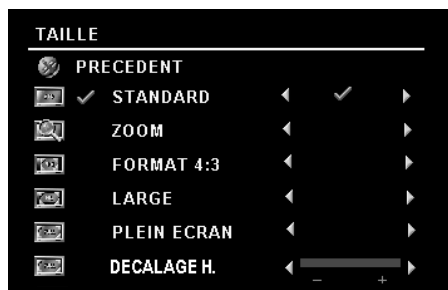 TAILLE
PRECEDENT
STANDARD
ZOOM
FORMAT 4:3
LARGE
PLEIN ECRAN
DECALAGE H.
– +